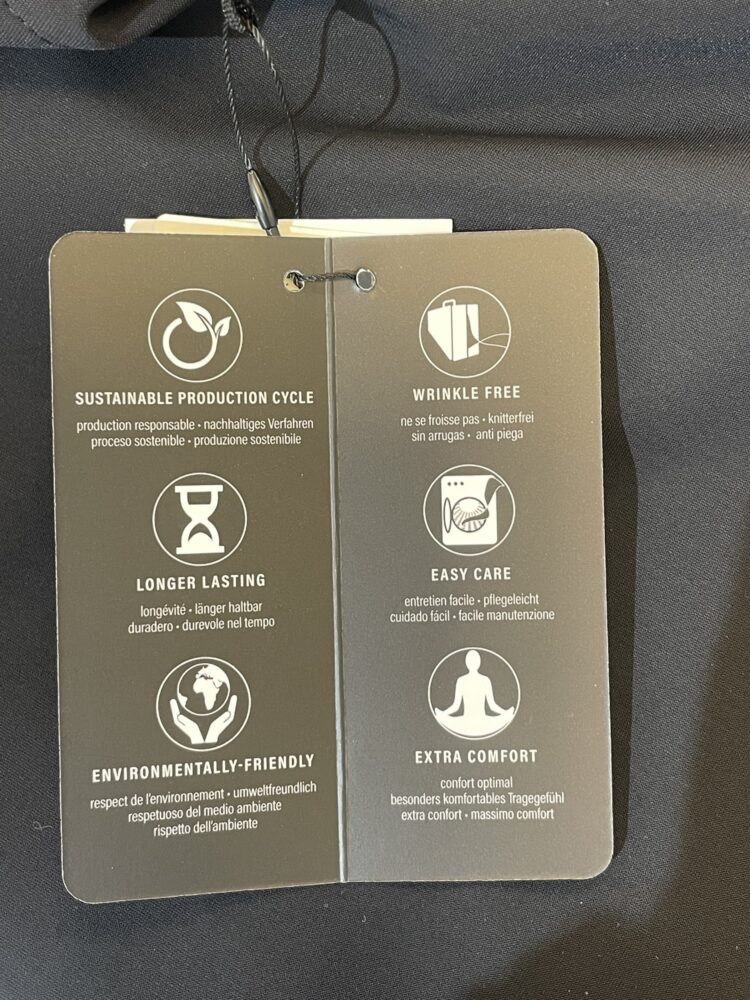 SUSTAINABLE PRODUCTION CYCLE
production responsable • nachhaltiges Verfahren
proceso sostenible • produzione sostenibile
LONGER LASTING
longévité • länger haltbar
duradero • durevole nel tempo
ENVIRONMENTALLY-FRIENDLY
respect de l'environnement • umweltfreundlich
respetuoso del medio ambiente
rispetto dell'ambiente
WRINKLE FREE
ne se froisse pas • knitterfrei
sin arrugas • anti piega
EASY CARE
entretien facile • pflegeleicht
cuidado fácil • facile manutenzione
EXTRA COMFORT
confort optimal
besonders komfortables Tragegefühl
extra confort • massimo comfort